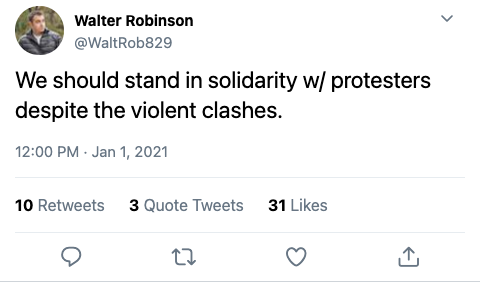 Walter Robinson
@WaltRob829
We should stand in solidarity w/ protesters
despite the violent clashes.
12:00 PM · Jan 1, 2021
10 Retweets 3 Quote Tweets 31 Likes